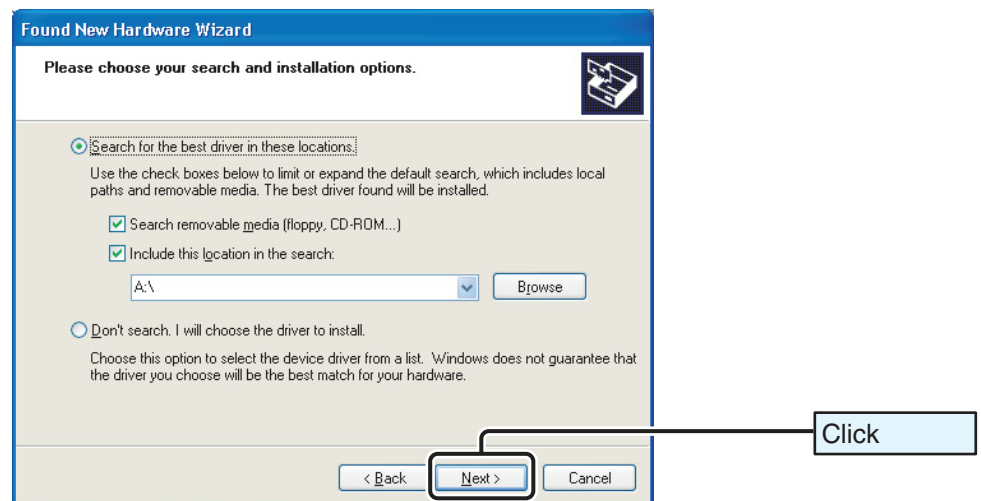 Found New Hardware Wizard
Please choose your search and installation options.
Search for the best driver in these locations.
Use the check boxes below to limit or expand the default search, which includes local
paths and removable media. The best driver found will be installed.
Search removable media (floppy, CD-ROM...)
Include this location in the search:
A:\
Browse
Don't search. I will choose the driver to install.
Choose this option to select the device driver from a list. Windows does not guarantee that
the driver you choose will be the best match for your hardware.
Click
< Back Next > Cancel